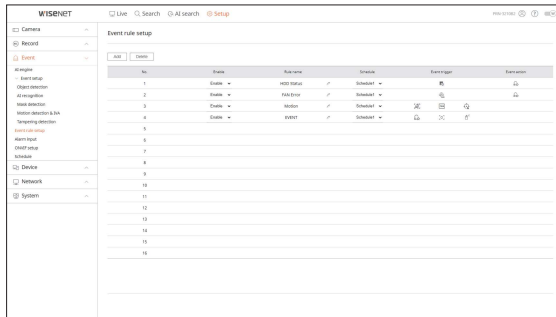 WISENET
Live Search AI search Setup
Camera
Record
Event
AI engine
Event setup
Object detection
AI recognition
Mask detection
Motion detection & IVA
Tampering detection
Event rule setup
Alarm input
ONVIF setup
Schedule
Device
Network
System
Event rule setup
Add Delete
No. Enable Rule name Schedule Event trigger Event action
1 Enable HDD Status Schedule1
2 Enable FAN Error Schedule1
3 Enable Motion Schedule1
4 Enable EVENT Schedule1
5
6
7
8
9
10
11
12
13
14
15
16